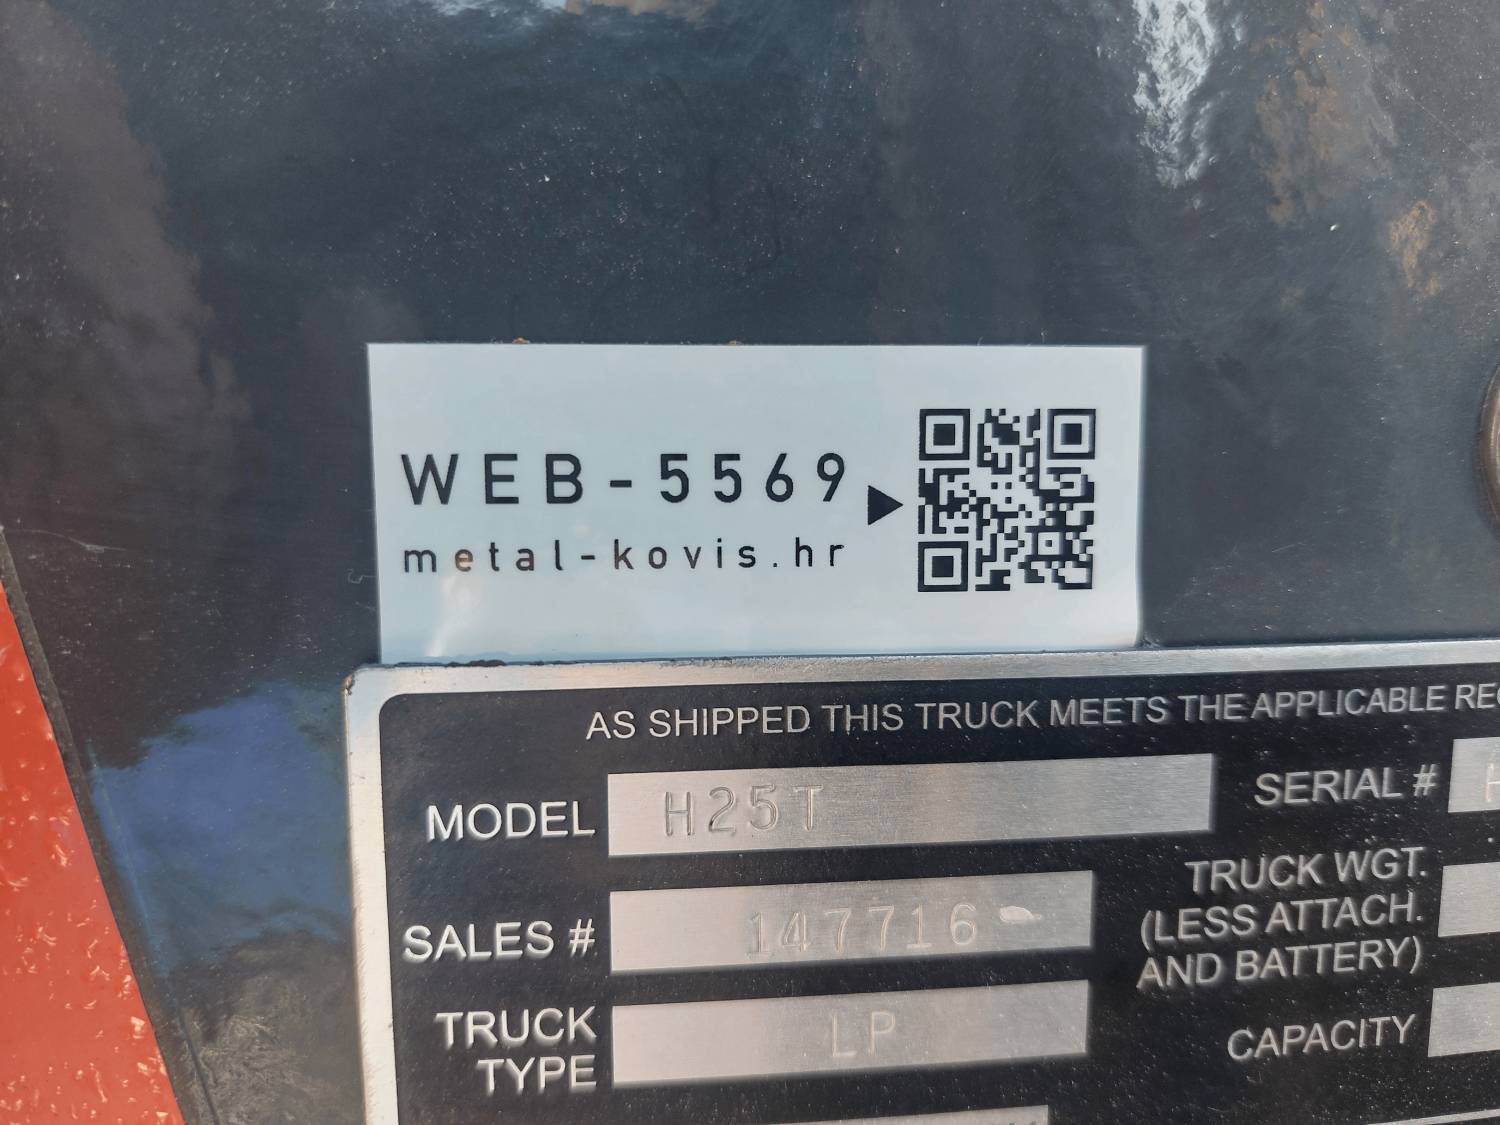 WEB-5569
metal-kovis.hr
AS SHIPPED THIS TRUCK MEETS THE APPLICABLE
MODEL H25T
SERIAL # H
SALES # 147716
TRUCK WGT.
(LESS ATTACH.
AND BATTERY)
TRUCK
TYPE LP
CAPACITY